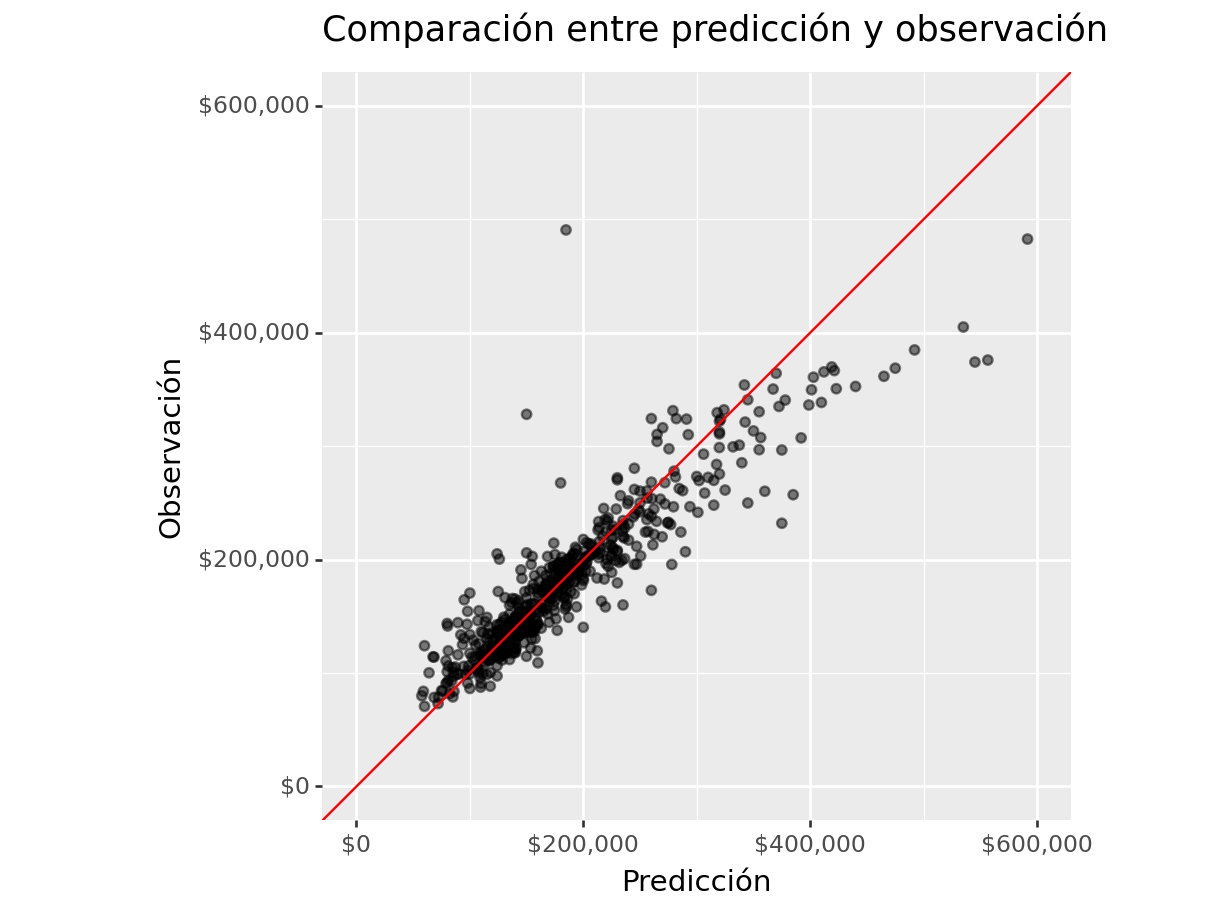 Comparación entre predicción y observación
$600,000
$400,000
$200,000
$0
Observación
$0 $200,000 $400,000 $600,000
Predicción